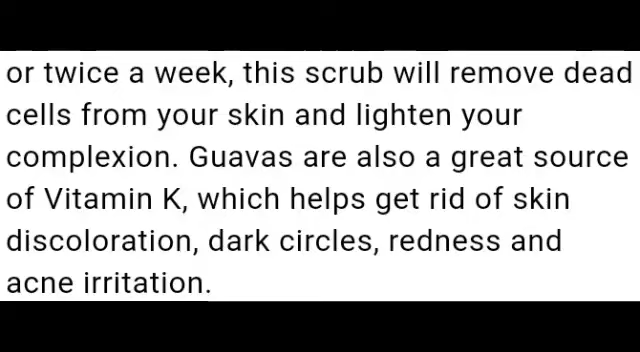 or twice a week, this scrub will remove dead
cells from your skin and lighten your
complexion. Guavas are also a great source
of Vitamin K, which helps get rid of skin
discoloration, dark circles, redness and
acne irritation.